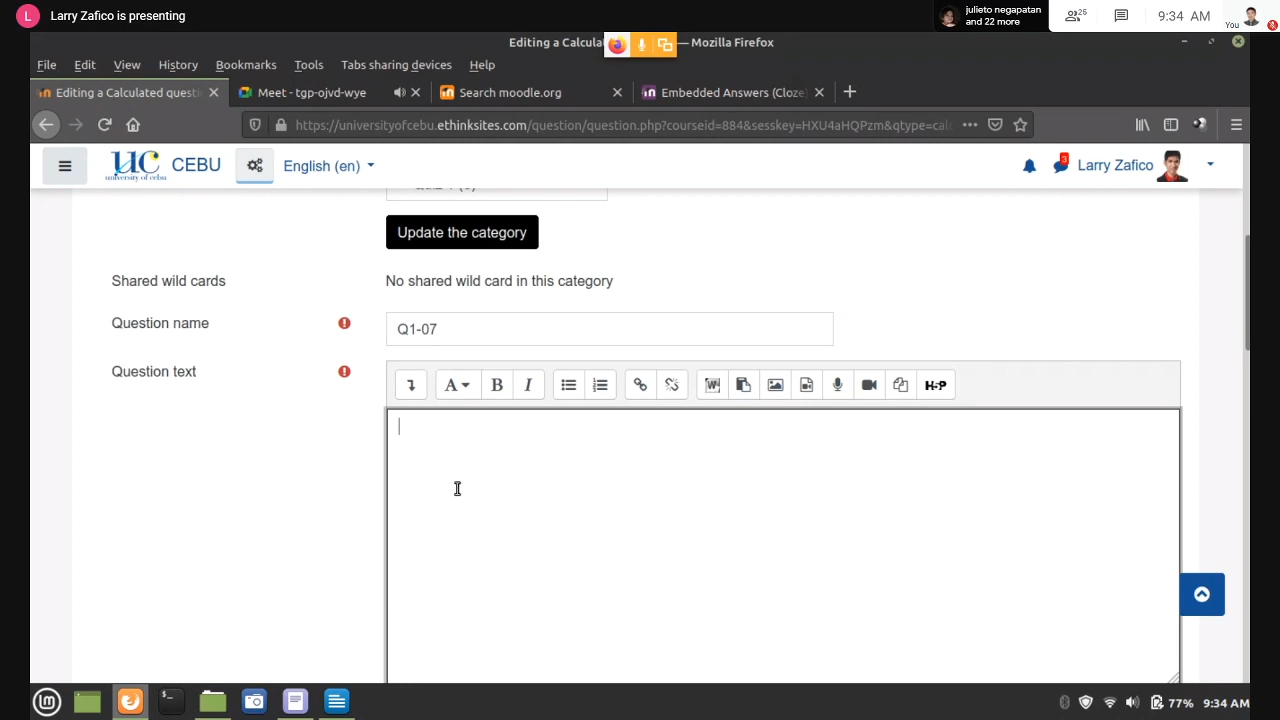 L Larry Zafico is presenting
julieto negapatan
and 22 more
25
9:34 AM
You
Editing a Calcula
— Mozilla Firefox
File Edit View History Bookmarks Tools Tabs sharing devices Help
Editing a Calculated questi
Meet - tgp-ojvd-wye
Search moodle.org
Embedded Answers (Cloze
https://universityofcebu.ethinksites.com/question/question.php?courseid=884&sesskey=HXU4aHQPzm&qtype=calc
UC
university of cebu
CEBU
English (en)
3
Larry Zafico
Update the category
Shared wild cards
No shared wild card in this category
Question name
Q1-07
Question text
A B I H-P
77% 9:34 AM